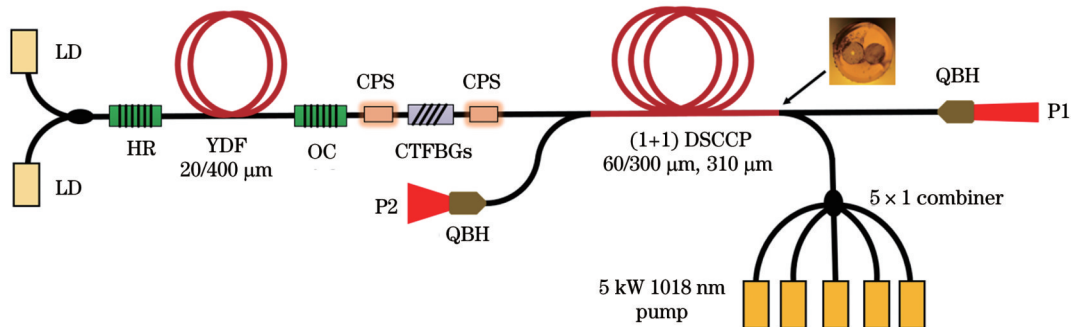 LD
LD
HR
YDF
20/400 μm
OC
CPS
CTFBGs
CPS
P2
QBH
(1+1) DSCCP
60/300 μm, 310 μm
QBH
P1
5 × 1 combiner
5 kW 1018 nm
pump